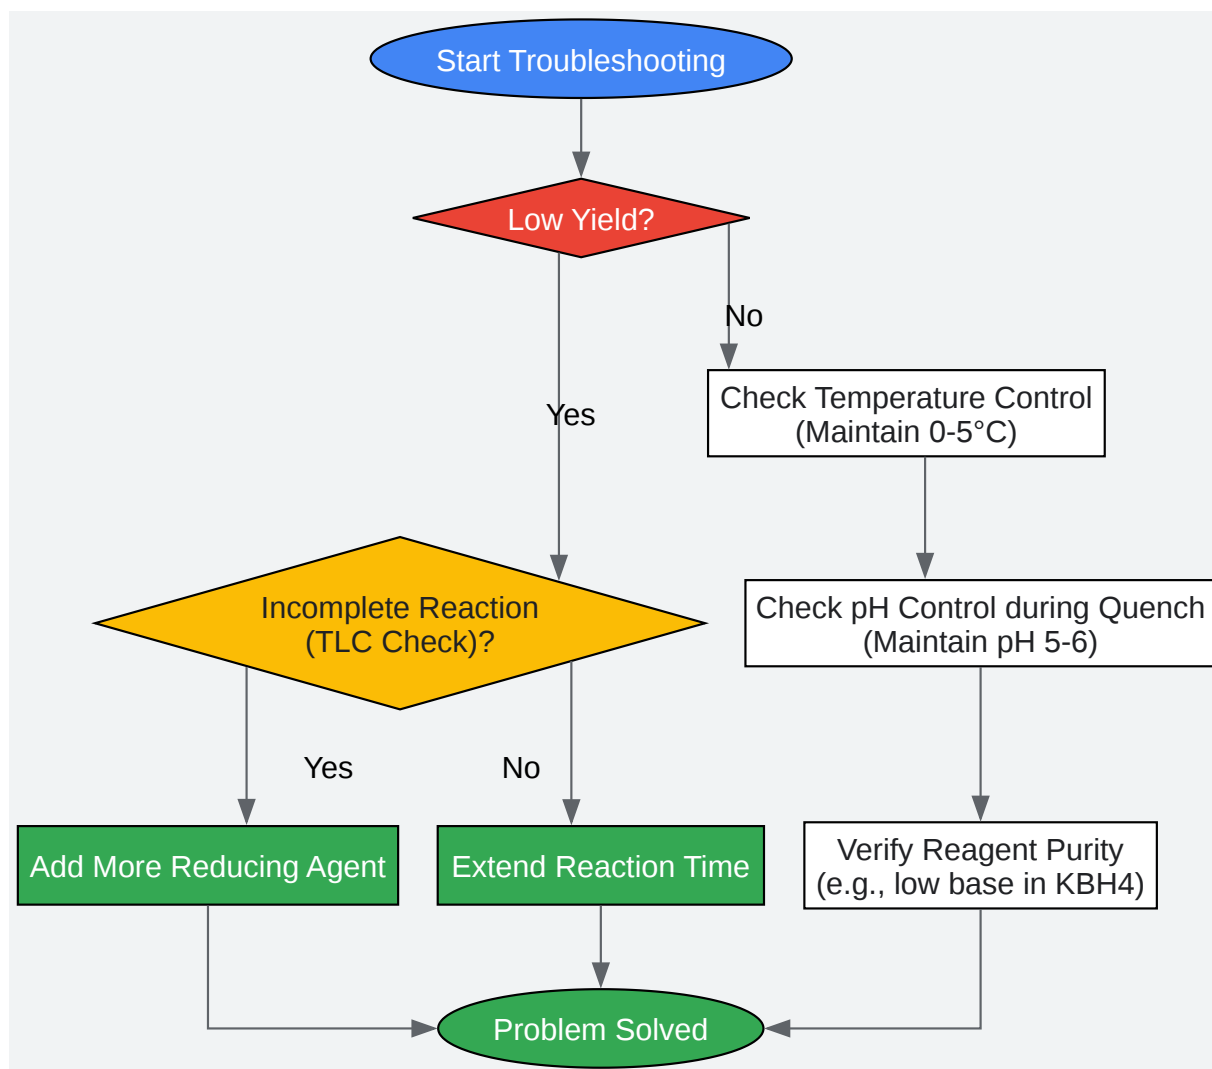 Start Troubleshooting
Low Yield?
No
Yes
Check Temperature Control
(Maintain 0-5°C)
Incomplete Reaction
(TLC Check)?
Check pH Control during Quench
(Maintain pH 5-6)
Yes
No
Add More Reducing Agent
Extend Reaction Time
Verify Reagent Purity
(e.g., low base in KBH4)
Problem Solved